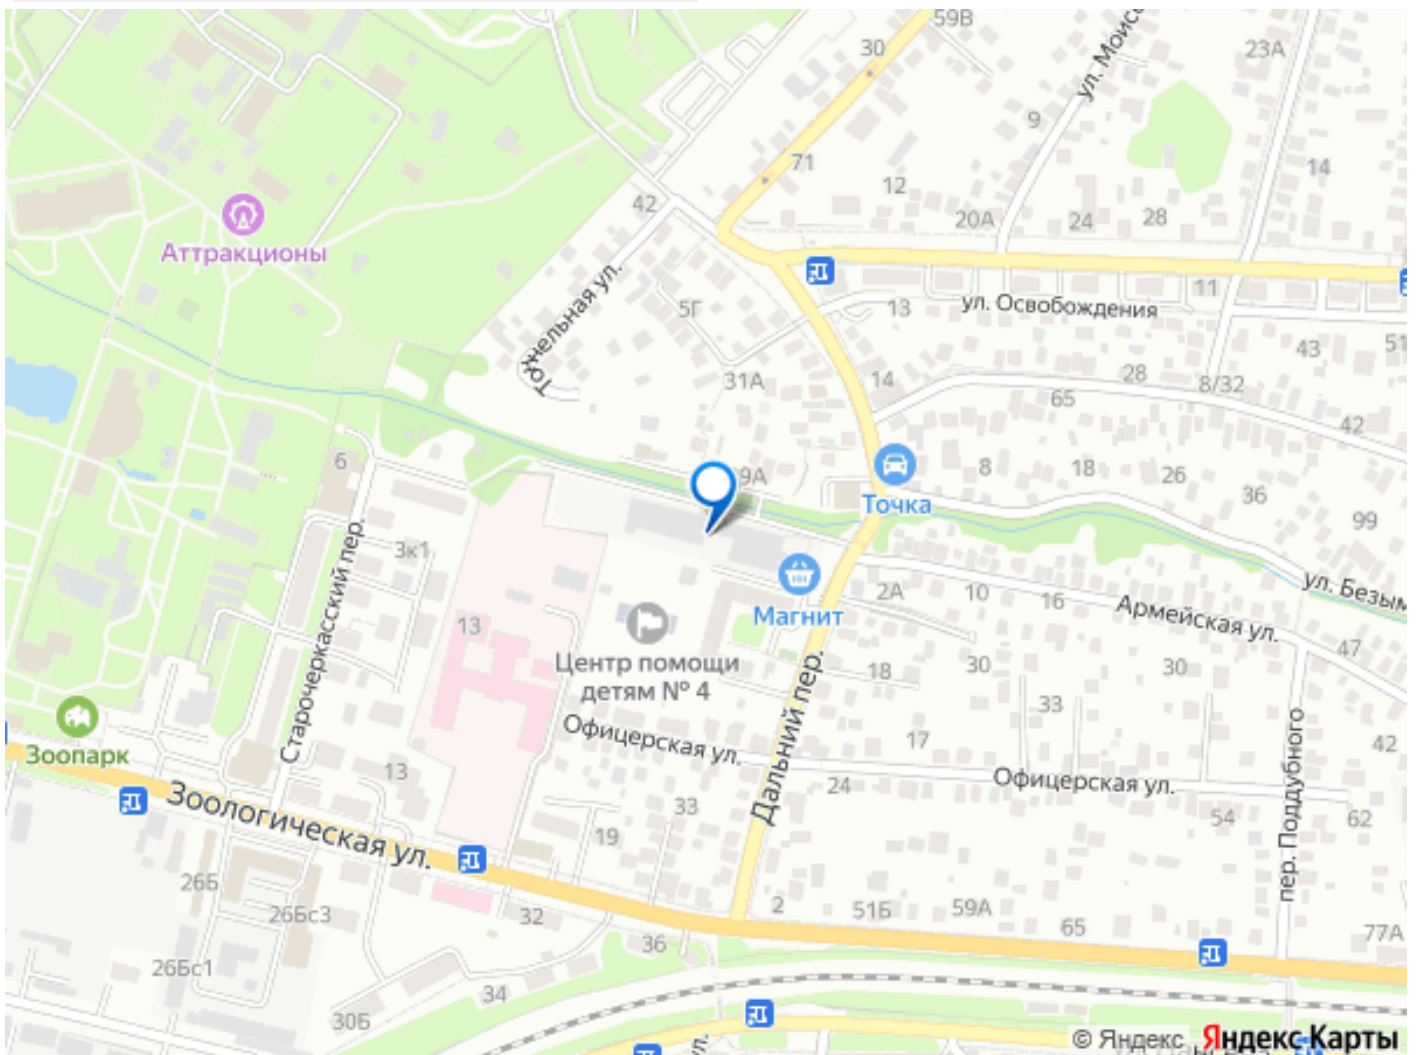 59В
30
ул. Моис
23А
9
71
14
12
42
20А
24
28
Аттракционы
Тоннельная ул.
5Г
13
ул. Освобождения
11
43
51
31А
14
28
8/32
65
42
6
9А
8
18
26
36
Точка
99
3к1
Старочеркасский пер.
2А
10
16
ул. Безым
Магнит
Армейская ул.
13
47
Центр помощи
детям № 4
18
30
30
33
Офицерская ул.
17
42
Зоопарк
13
Дальний пер.
24
Офицерская ул.
пер. Поддубного
Зоологическая ул.
33
54
62
19
26Б
2
51Б
59А
26Бс3
32
65
77А
36
26Бс1
34
30Б
ул.
© Яндекс Яндекс Карты